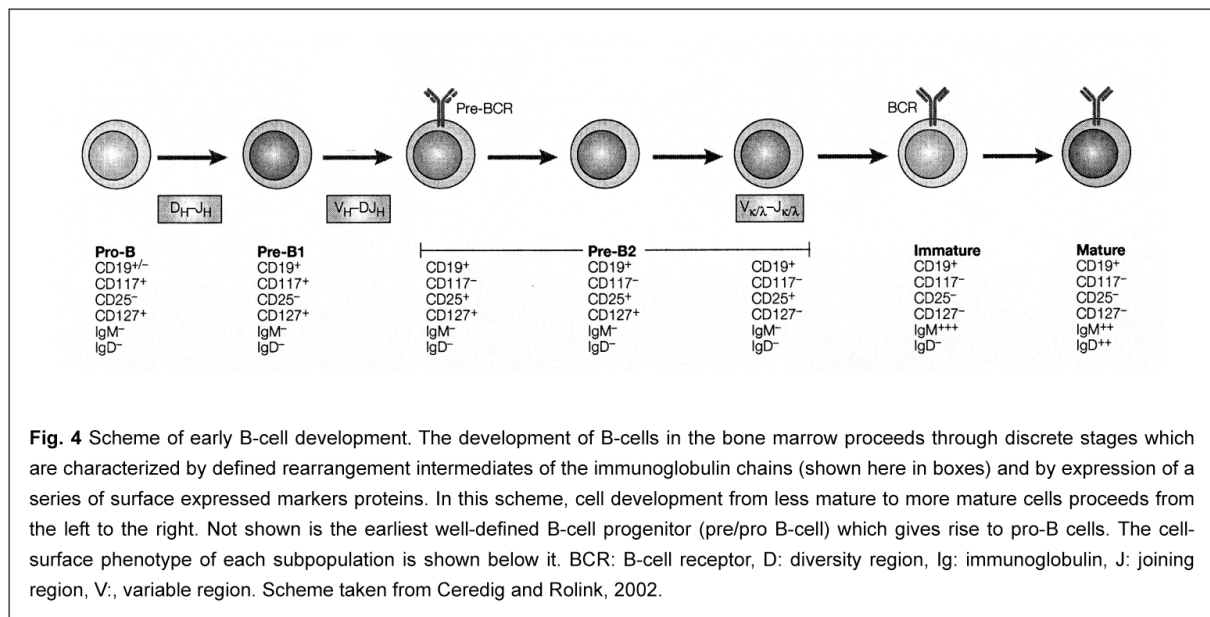 Pre-BCR
BCR
D_H–J_H
V_H–DJ_H
V_κ/λ–J_κ/λ
Pro-B
CD19+/−
CD117+
CD25−
CD127+
IgM−
IgD−
Pre-B1
CD19+
CD117+
CD25−
CD127+
IgM−
IgD−
Pre-B2
CD19+
CD117−
CD25+
CD127+
IgM−
IgD−
CD19+
CD117−
CD25+
CD127+
IgM−
IgD−
CD19+
CD117−
CD25+
CD127−
IgM−
IgD−
Immature
CD19+
CD117−
CD25−
CD127−
IgM+++
IgD−
Mature
CD19+
CD117−
CD25−
CD127−
IgM++
IgD++
Fig. 4 Scheme of early B-cell development. The development of B-cells in the bone marrow proceeds through discrete stages which
are characterized by defined rearrangement intermediates of the immunoglobulin chains (shown here in boxes) and by expression of a
series of surface expressed markers proteins. In this scheme, cell development from less mature to more mature cells proceeds from
the left to the right. Not shown is the earliest well-defined B-cell progenitor (pre/pro B-cell) which gives rise to pro-B cells. The cell-
surface phenotype of each subpopulation is shown below it. BCR: B-cell receptor, D: diversity region, Ig: immunoglobulin, J: joining
region, V:, variable region. Scheme taken from Ceredig and Rolink, 2002.